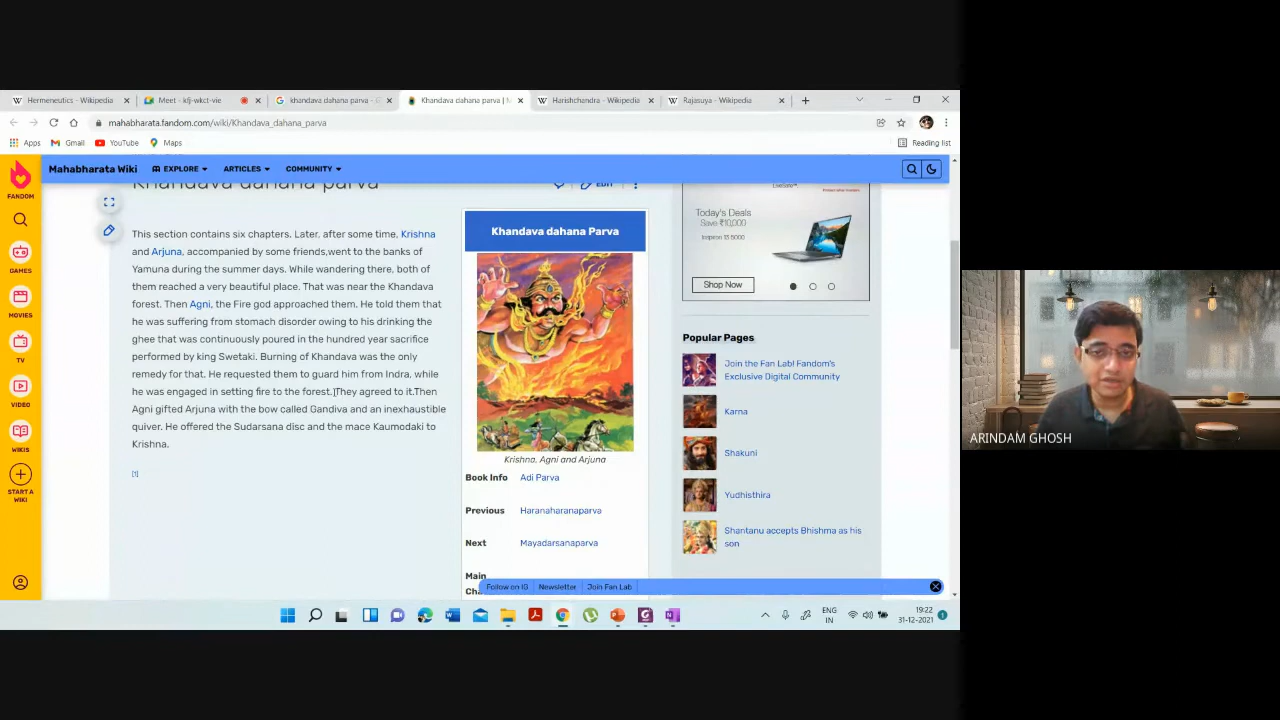 Hermeneutics - Wikipedia
Meet - kfj-wkct-vie
khandava dahana parva -
Khandava dahana parva |
Harishchandra - Wikipedia
Rajasuya - Wikipedia
mahabharata.fandom.com/wiki/Khandava_dahana_parva
Apps
Gmail
YouTube
Maps
Reading list
FANDOM
GAMES
MOVIES
TV
VIDEO
WIKIS
START A
WIKI
Mahabharata Wiki
EXPLORE
ARTICLES
COMMUNITY
Khandava dahana parva
EDIT
This section contains six chapters. Later, after some time, Krishna
and Arjuna, accompanied by some friends,went to the banks of
Yamuna during the summer days. While wandering there, both of
them reached a very beautiful place. That was near the Khandava
forest. Then Agni, the Fire god approached them. He told them that
he was suffering from stomach disorder owing to his drinking the
ghee that was continuously poured in the hundred year sacrifice
performed by king Swetaki. Burning of Khandava was the only
remedy for that. He requested them to guard him from Indra, while
he was engaged in setting fire to the forest.They agreed to it.Then
Agni gifted Arjuna with the bow called Gandiva and an inexhaustible
quiver. He offered the Sudarsana disc and the mace Kaumodaki to
Krishna.
[1]
Khandava dahana Parva
Krishna, Agni and Arjuna
Book Info Adi Parva
Previous Haranaharanaparva
Next Mayadarsanaparva
Main
Today's Deals
Save ₹10,000
Inspiron 15 5000
Shop Now
Popular Pages
Join the Fan Lab! Fandom's
Exclusive Digital Community
Karna
Shakuni
Yudhisthira
Shantanu accepts Bhishma as his
son
Follow on IG
Newsletter
Join Fan Lab
ENG
IN
19:22
31-12-2021
1
ARINDAM GHOSH